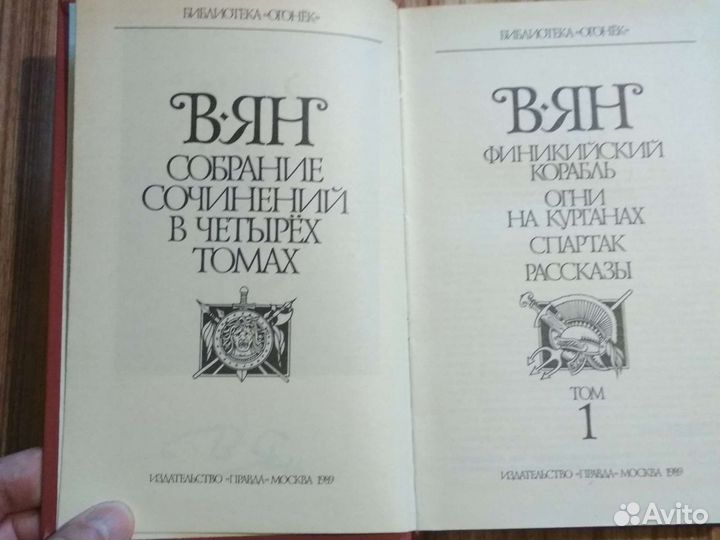 БИБЛИОТЕКА «ОГОНЁК»
В·ЯН
СОБРАНИЕ
СОЧИНЕНИЙ
В ЧЕТЫРЁХ
ТОМАХ
ИЗДАТЕЛЬСТВО «ПРАВДА» МОСКВА 1989
БИБЛИОТЕКА «ОГОНЁК»
В·ЯН
ФИНИКИЙСКИЙ
КОРАБЛЬ
ОГНИ
НА КУРГАНАХ
СПАРТАК
РАССКАЗЫ
ТОМ
1
ИЗДАТЕЛЬСТВО «ПРАВДА» МОСКВА 1989
Avito